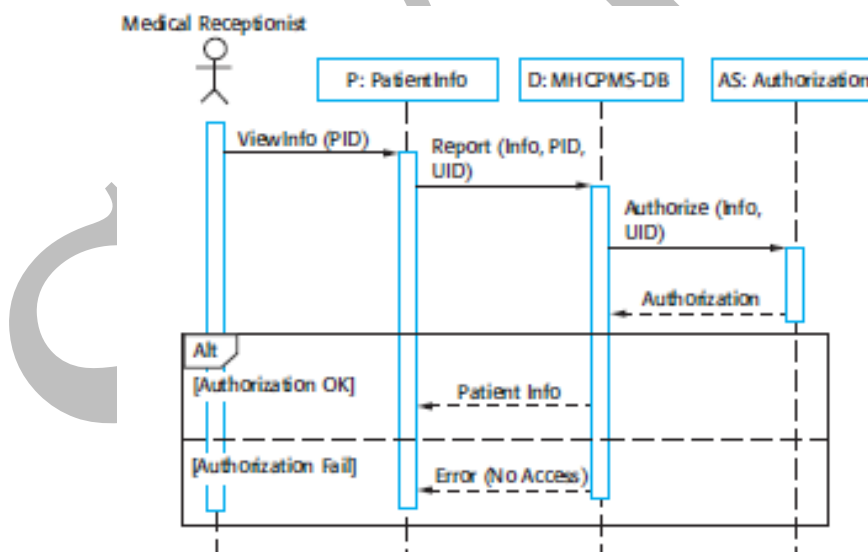 Medical Receptionist
P: PatientInfo
D: MHCPMS-DB
AS: Authorization
ViewInfo (PID)
Report (Info, PID,
UID)
Authorize (Info,
UID)
Authorization
Alt
[Authorization OK]
Patient Info
[Authorization Fail]
Error (No Access)